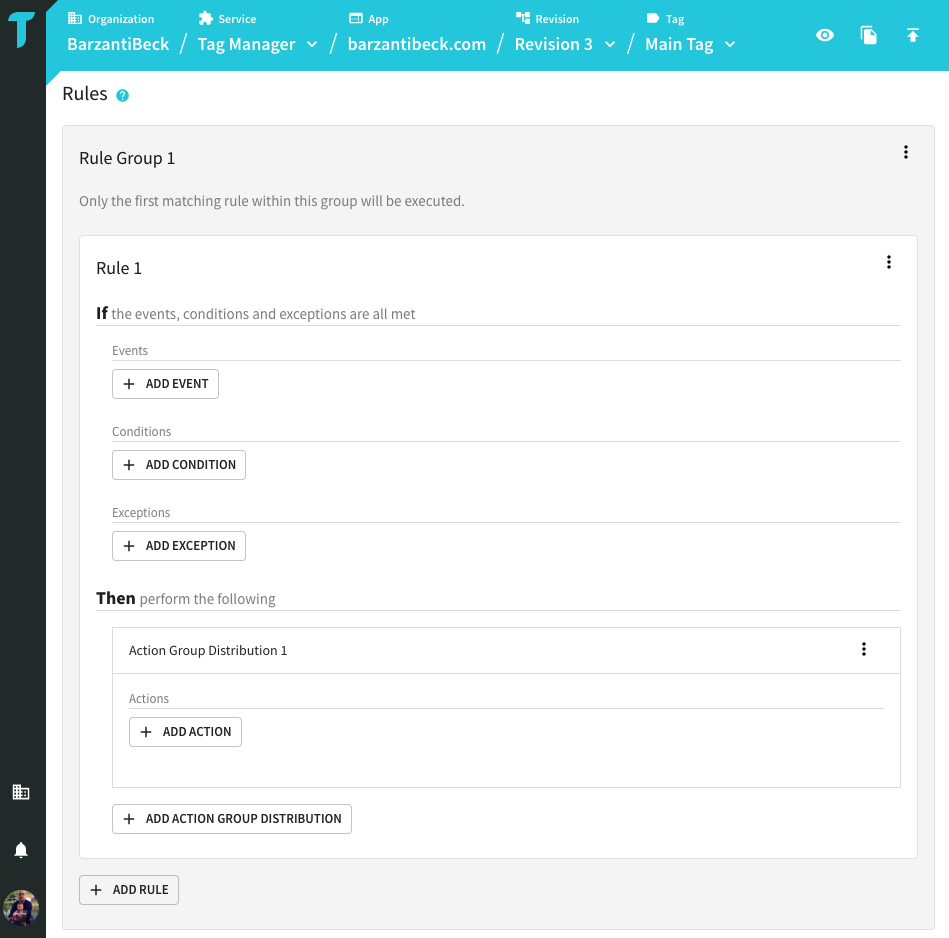 Organization Service App Revision Tag
BarzantiBeck / Tag Manager / barzantibeck.com / Revision 3 / Main Tag
Rules ?
Rule Group 1
Only the first matching rule within this group will be executed.
Rule 1
If the events, conditions and exceptions are all met
Events
+ ADD EVENT
Conditions
+ ADD CONDITION
Exceptions
+ ADD EXCEPTION
Then perform the following
Action Group Distribution 1
Actions
+ ADD ACTION
+ ADD ACTION GROUP DISTRIBUTION
+ ADD RULE